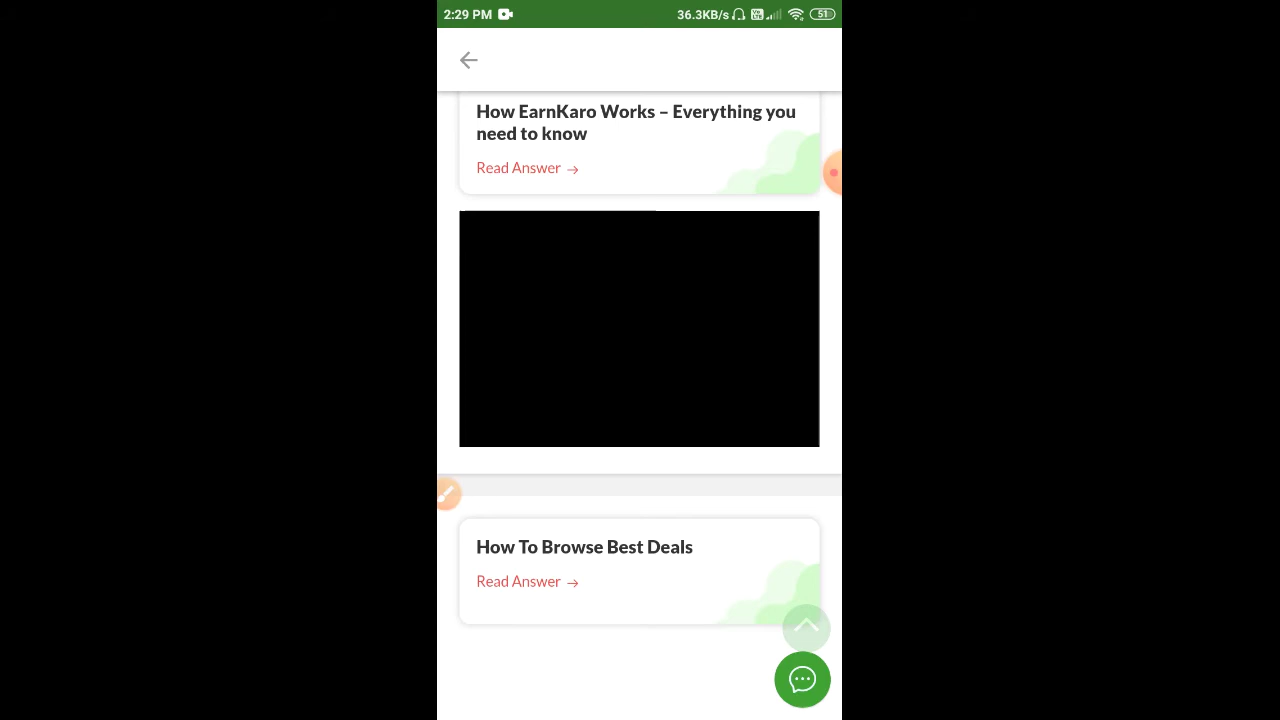 2:29 PM 36.3KB/s 51
How EarnKaro Works – Everything you
need to know
Read Answer →
How To Browse Best Deals
Read Answer →